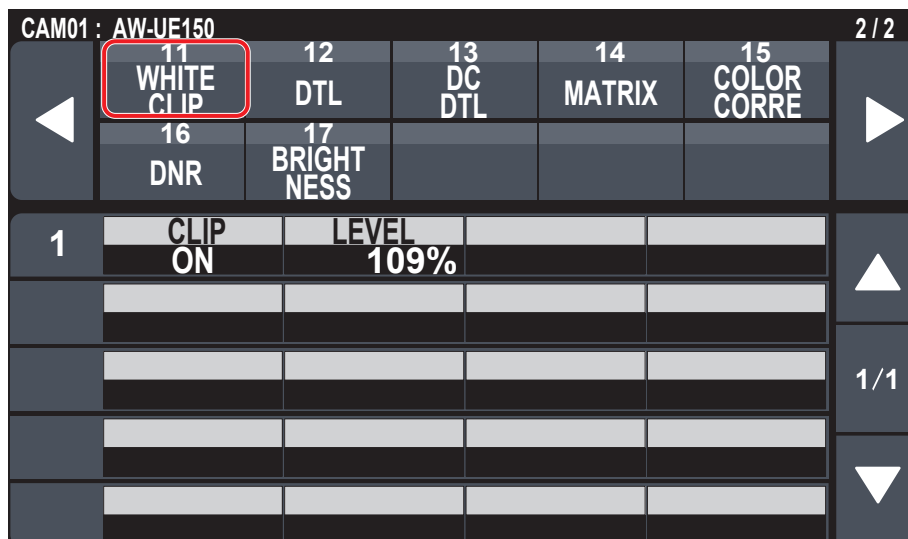 CAM01 : AW-UE150 2 / 2
11 12 13 14 15
WHITE CLIP DTL DC DTL MATRIX COLOR CORRE
16 17
DNR BRIGHT NESS
1 CLIP LEVEL
ON 109%
1/1